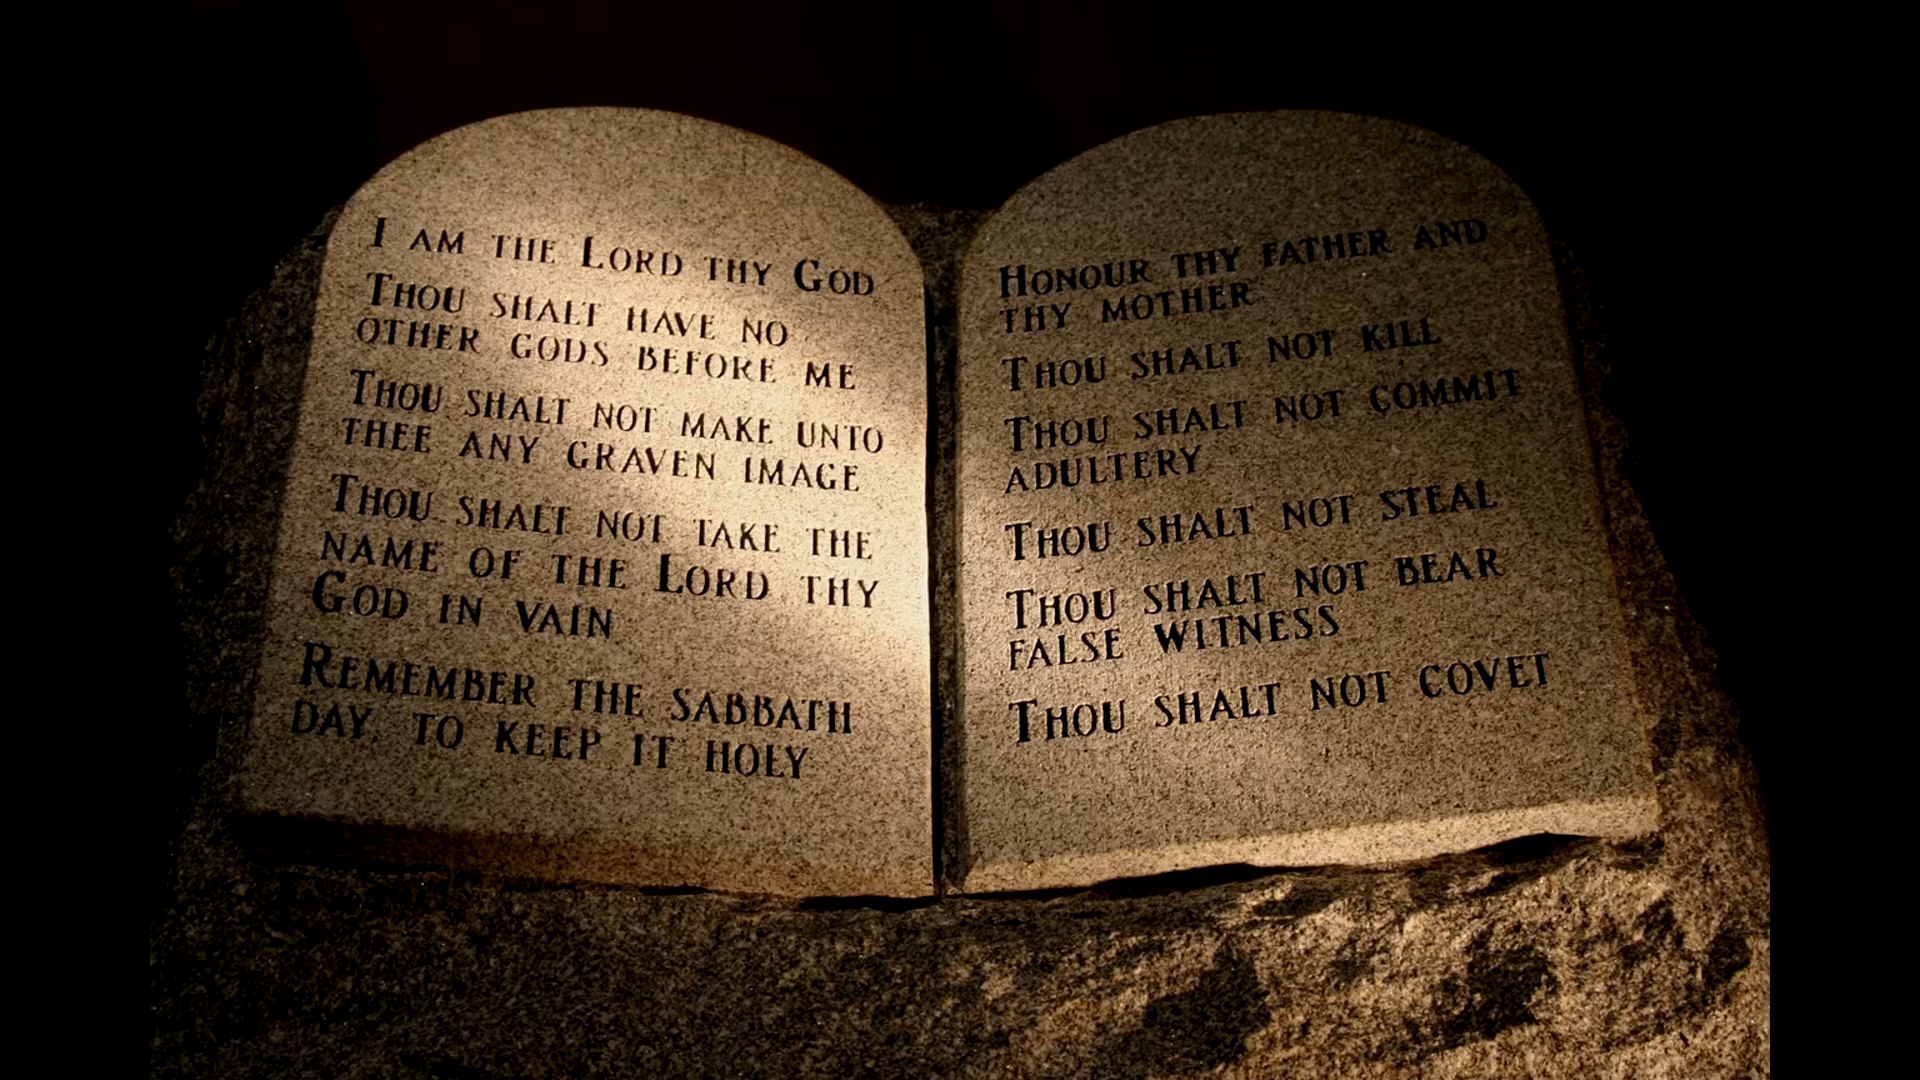 I AM THE LORD THY GOD
THOU SHALT HAVE NO
OTHER GODS BEFORE ME
THOU SHALT NOT MAKE UNTO
THEE ANY GRAVEN IMAGE
THOU SHALT NOT TAKE THE
NAME OF THE LORD THY
GOD IN VAIN
REMEMBER THE SABBATH
DAY, TO KEEP IT HOLY
HONOUR THY FATHER AND
THY MOTHER
THOU SHALT NOT KILL
THOU SHALT NOT COMMIT
ADULTERY
THOU SHALT NOT STEAL
THOU SHALT NOT BEAR
FALSE WITNESS
THOU SHALT NOT COVET